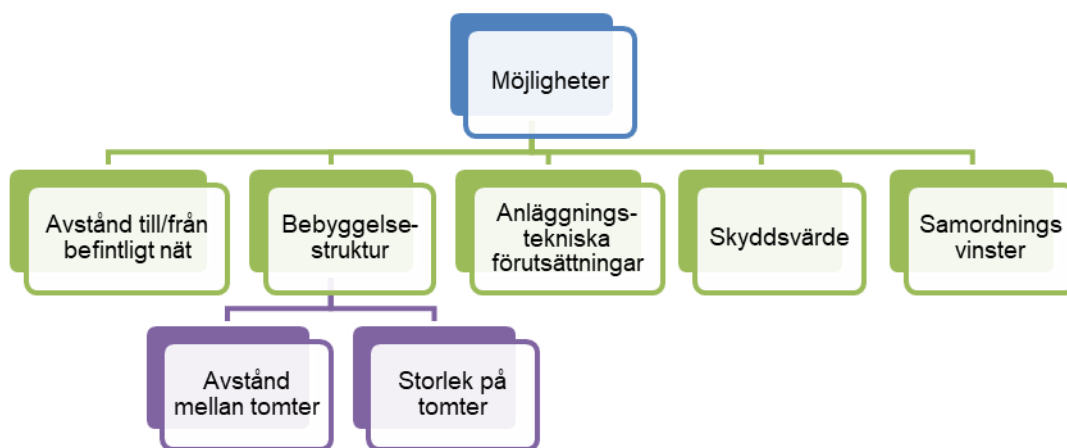 Möjligheter
Avstånd till/från
befintligt nät
Bebyggelse-
struktur
Anläggnings-
tekniska
förutsättningar
Skyddsvärde
Samordnings
vinster
Avstånd
mellan tomter
Storlek på
tomter